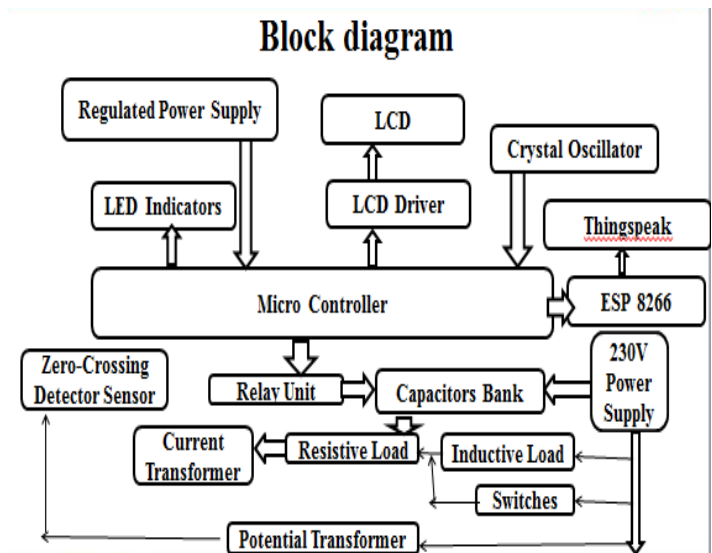 Block diagram
Regulated Power Supply
LCD
Crystal Oscillator
LED Indicators
LCD Driver
Thingspeak
Micro Controller
ESP 8266
Zero-Crossing
Detector Sensor
Relay Unit
Capacitors Bank
230V
Power
Supply
Current
Transformer
Resistive Load
Inductive Load
Switches
Potential Transformer